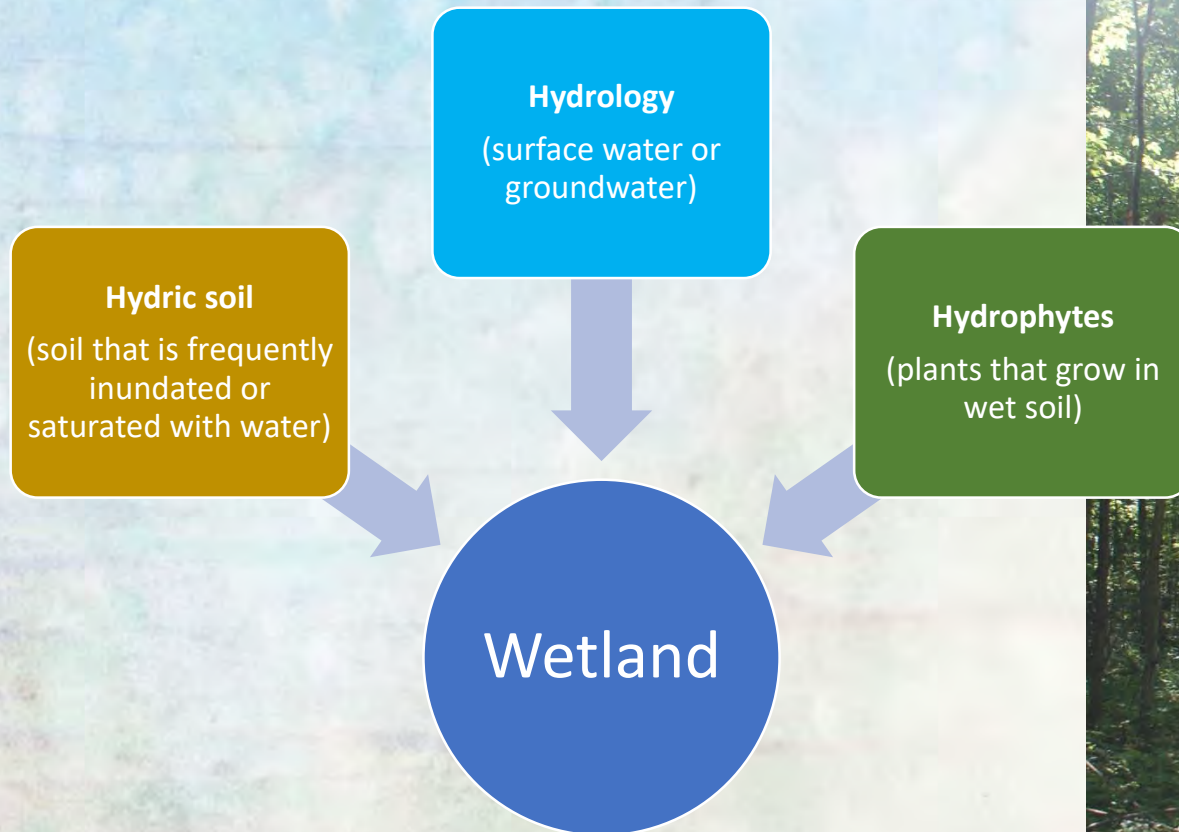 Hydrology
(surface water or
groundwater)
Hydric soil
(soil that is frequently
inundated or
saturated with water)
Hydrophytes
(plants that grow in
wet soil)
Wetland